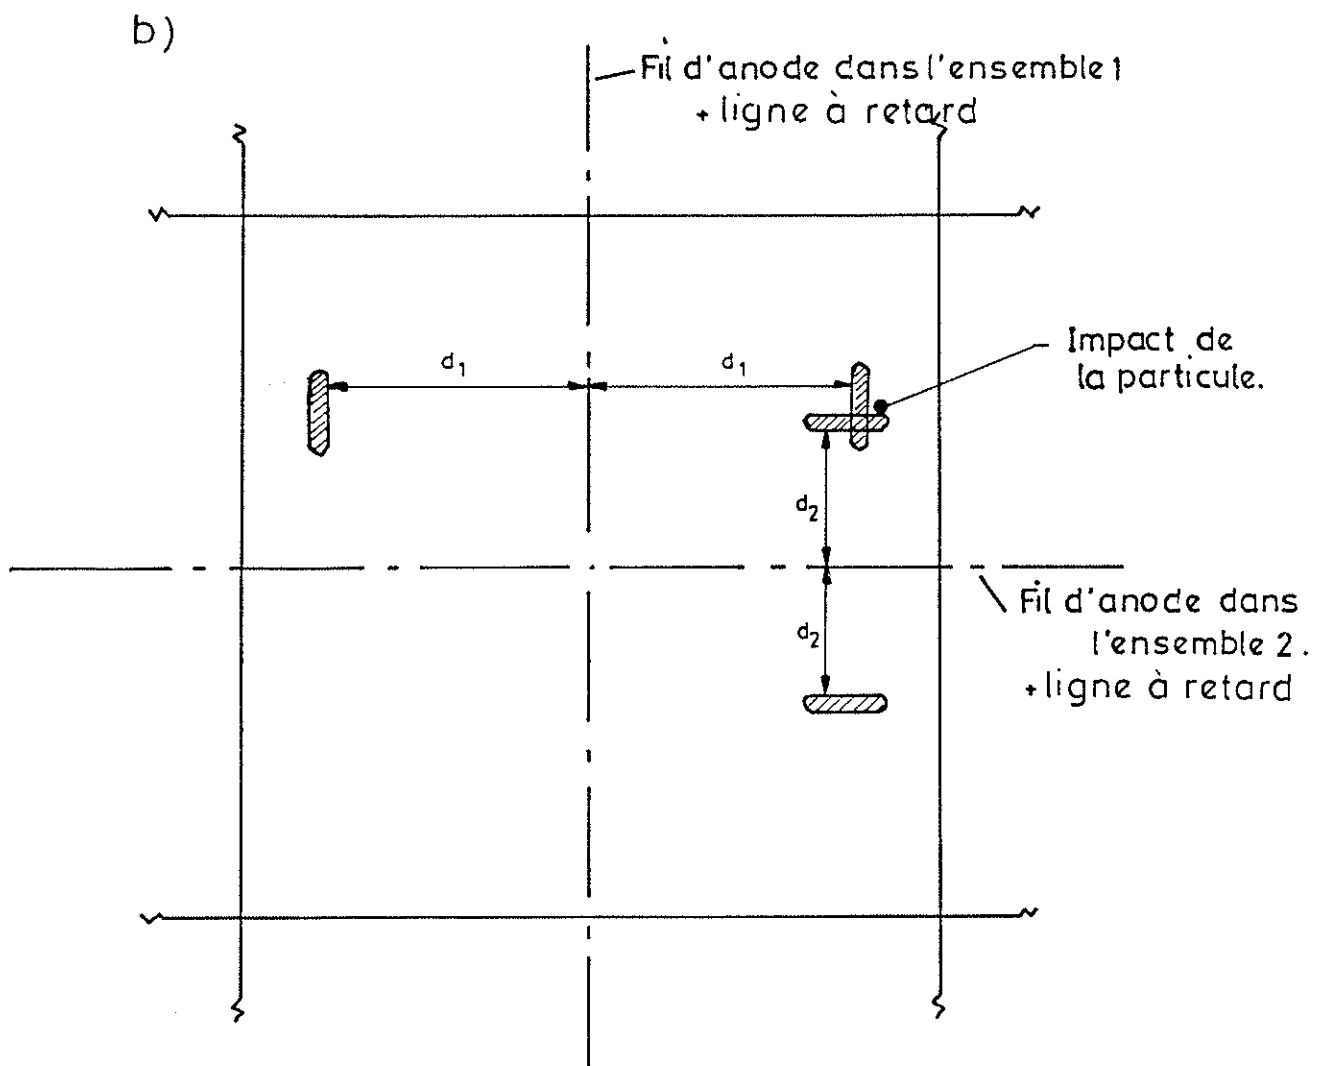 b)
Fil d'anode dans l'ensemble 1
+ ligne à retard
d1
d1
Impact de
la particule.
d2
Fil d'anode dans
l'ensemble 2.
+ ligne à retard
d2